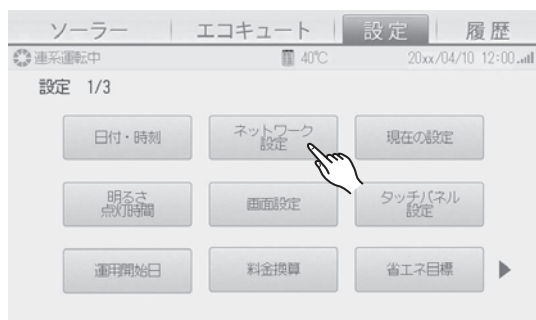 ソーラー エコキュート 設定 履歴
連系運転中 40℃ 20xx/04/10 12:00
設定 1/3
日付・時刻 ネットワーク設定 現在の設定
明るさ点灯時間 画面設定 タッチパネル設定
運用開始日 料金換算 省エネ目標